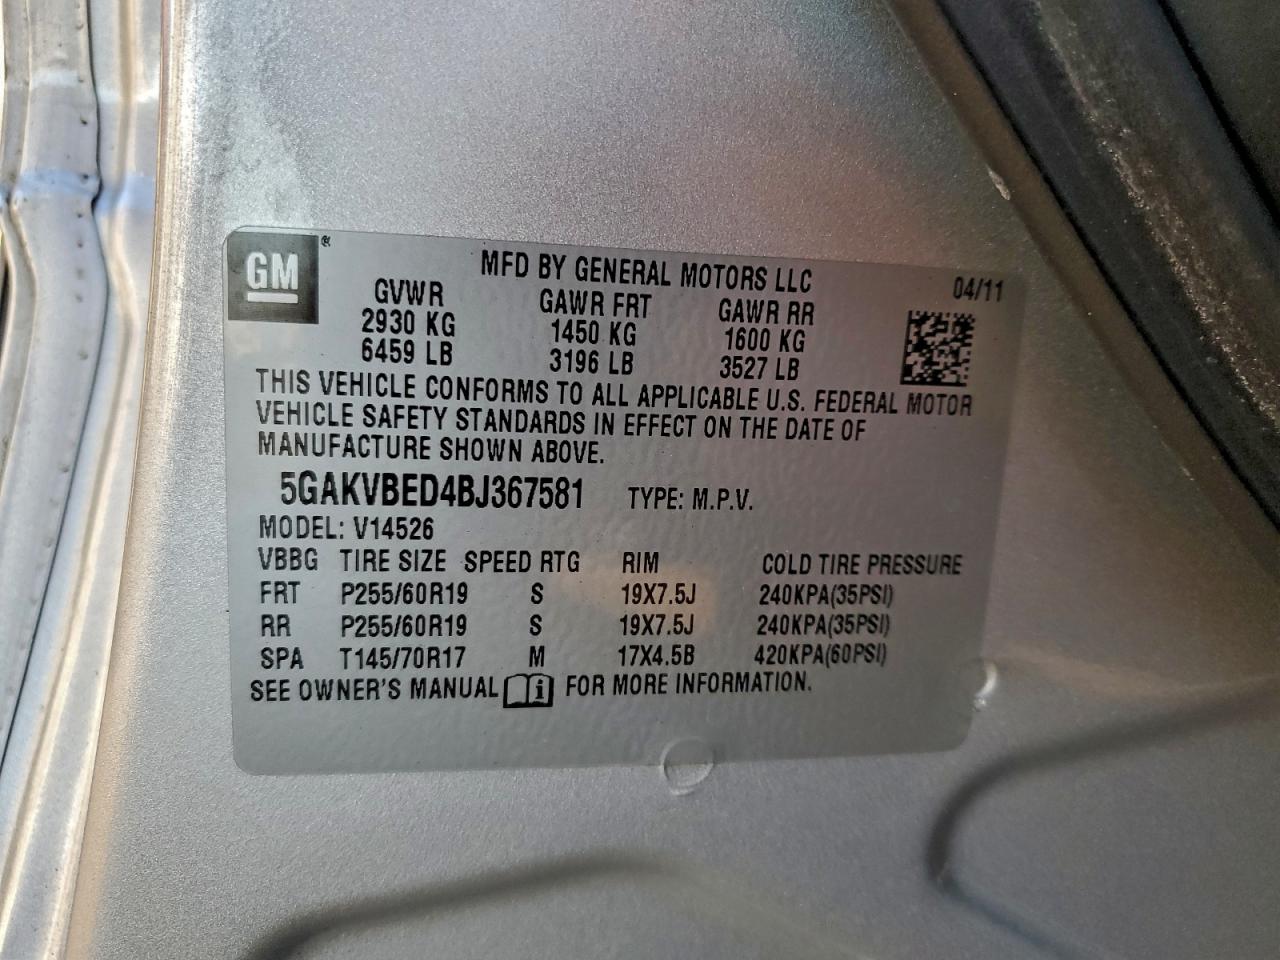 GM ®
MFD BY GENERAL MOTORS LLC 04/11
GVWR GAWR FRT GAWR RR
2930 KG 1450 KG 1600 KG
6459 LB 3196 LB 3527 LB
THIS VEHICLE CONFORMS TO ALL APPLICABLE U.S. FEDERAL MOTOR
VEHICLE SAFETY STANDARDS IN EFFECT ON THE DATE OF
MANUFACTURE SHOWN ABOVE.
5GAKVBED4BJ367581 TYPE: M.P.V.
MODEL: V14526
VBBG TIRE SIZE SPEED RTG RIM COLD TIRE PRESSURE
FRT P255/60R19 S 19X7.5J 240KPA(35PSI)
RR P255/60R19 S 19X7.5J 240KPA(35PSI)
SPA T145/70R17 M 17X4.5B 420KPA(60PSI)
SEE OWNER'S MANUAL i FOR MORE INFORMATION.